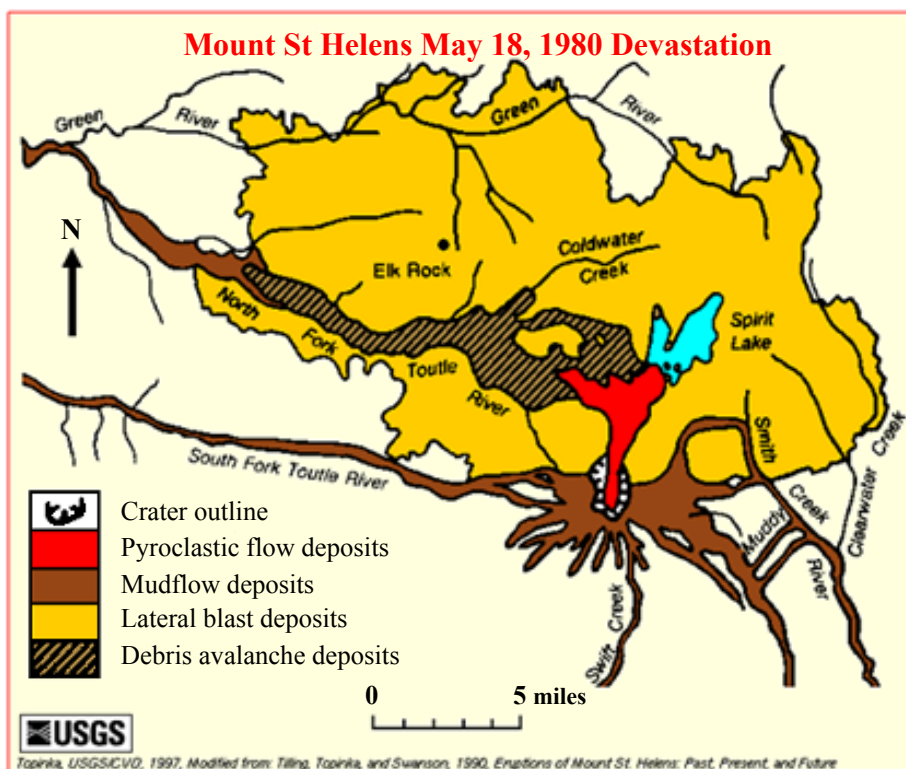 Mount St Helens May 18, 1980 Devastation
Green
River
Green
River
N
Elk Rock
Coldwater
Creek
Spirit
Lake
North
Fork
Toutle
River
South Fork Toutle River
Smith
Creek
Muddy
River
Clearwater Creek
Swift
Creek
Crater outline
Pyroclastic flow deposits
Mudflow deposits
Lateral blast deposits
Debris avalanche deposits
0 5 miles
USGS
Topinka, USGS/CVO, 1997, Modified from: Tilling, Topinka, and Swanson, 1990, Eruptions of Mount St. Helens: Past, Present, and Future